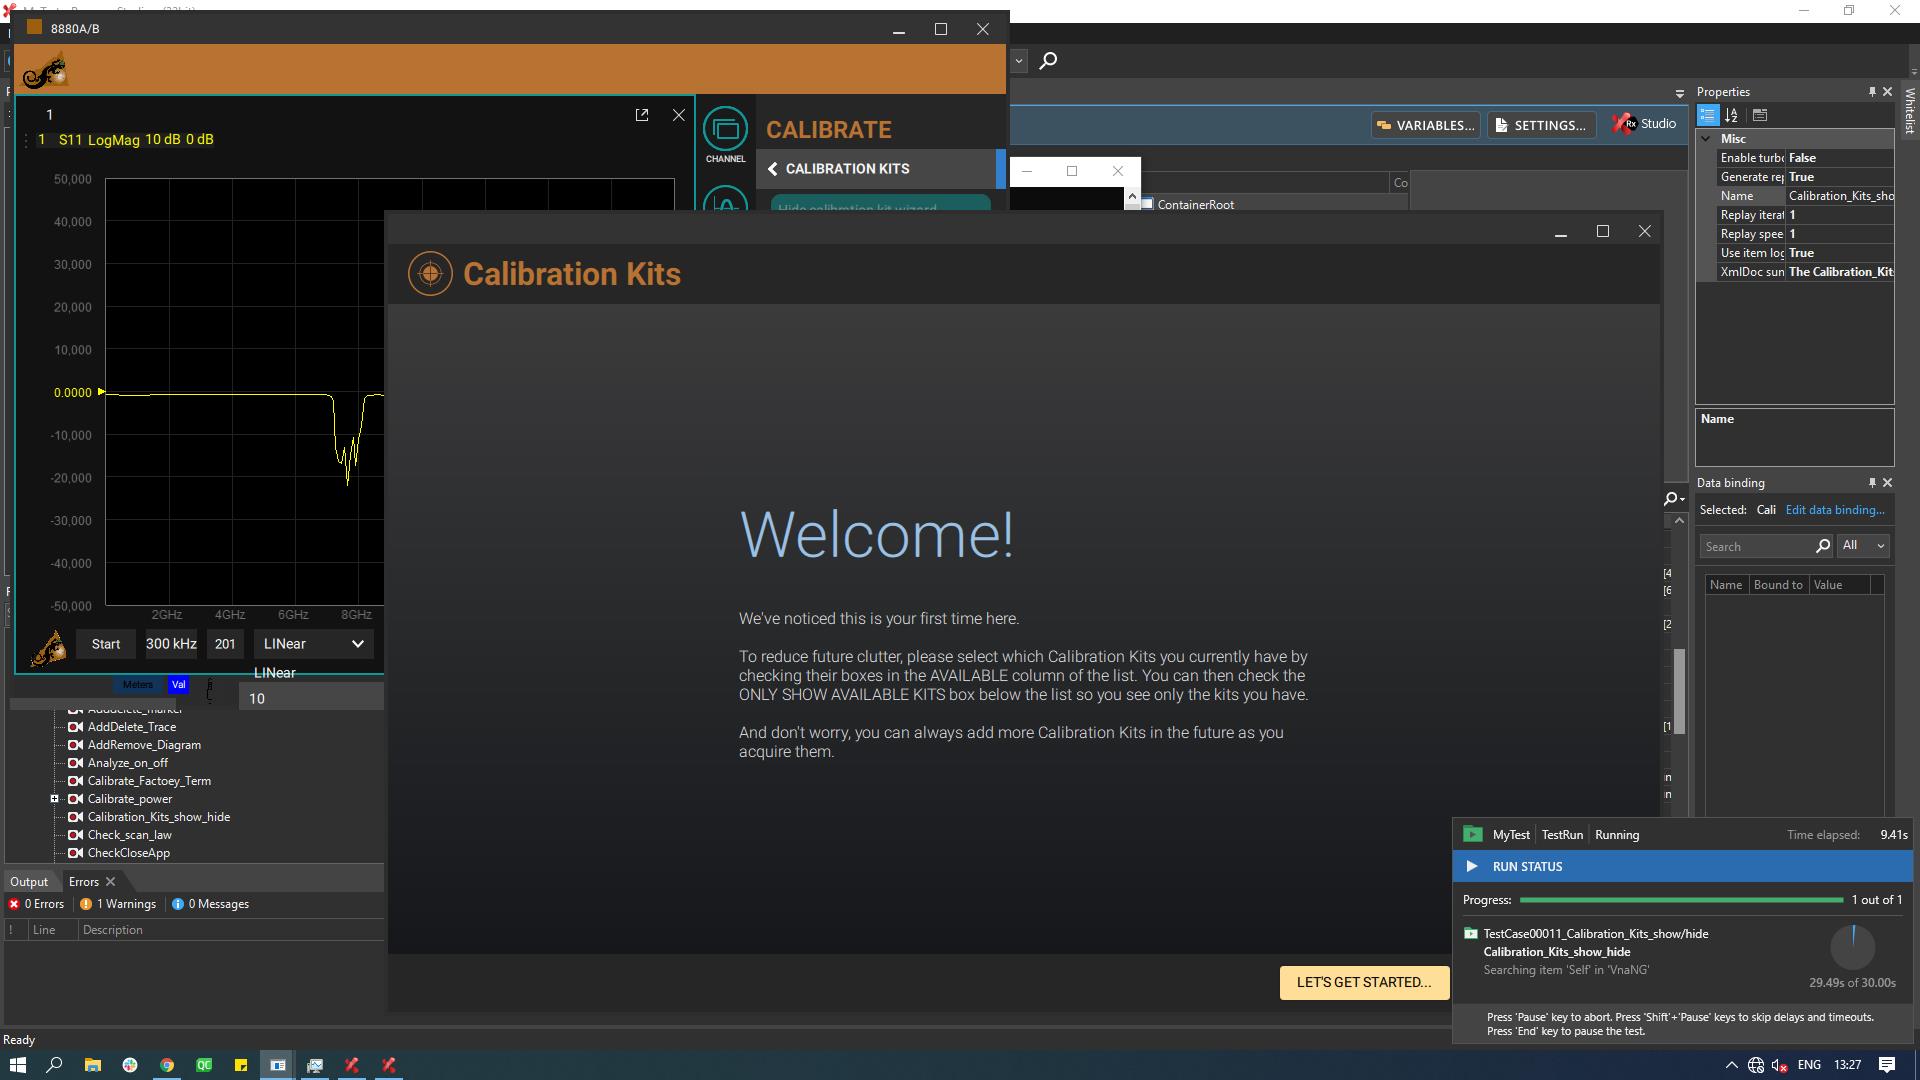 8880A/B
1
1 S11 LogMag 10 dB 0 dB
50,000
40,000
30,000
20,000
10,000
0.0000
-10,000
-20,000
-30,000
-40,000
-50,000
2GHz 4GHz 6GHz 8GHz
Start 300 kHz 201 LINear
LINear
Meters Val
10
CHANNEL
CALIBRATE
CALIBRATION KITS
Hide calibration kit wizard
VARIABLES...
SETTINGS...
Rx Studio
Co
ContainerRoot
Calibration Kits
Welcome!
We've noticed this is your first time here.
To reduce future clutter, please select which Calibration Kits you currently have by
checking their boxes in the AVAILABLE column of the list. You can then check the
ONLY SHOW AVAILABLE KITS box below the list so you see only the kits you have.
And don't worry, you can always add more Calibration Kits in the future as you
acquire them.
LET'S GET STARTED...
AddDelete_marker
AddDelete_Trace
AddRemove_Diagram
Analyze_on_off
Calibrate_Factoey_Term
Calibrate_power
Calibration_Kits_show_hide
Check_scan_law
CheckCloseApp
Output Errors
0 Errors 1 Warnings 0 Messages
! Line Description
Ready
Properties
Whitelist
Misc
Enable turbo False
Generate rep True
Name Calibration_Kits_sho
Replay iterat 1
Replay spee 1
Use item log True
XmlDoc sum The Calibration_Kit
Name
Data binding
Selected: Cali Edit data binding...
Search All
Name Bound to Value
[4
[6
[2
[1
MyTest TestRun Running Time elapsed: 9.41s
RUN STATUS
Progress: 1 out of 1
TestCase00011_Calibration_Kits_show/hide
Calibration_Kits_show_hide
Searching item 'Self' in 'VnaNG'
29.49s of 30.00s
Press 'Pause' key to abort. Press 'Shift'+'Pause' keys to skip delays and timeouts.
Press 'End' key to pause the test.
QC
ENG 13:27